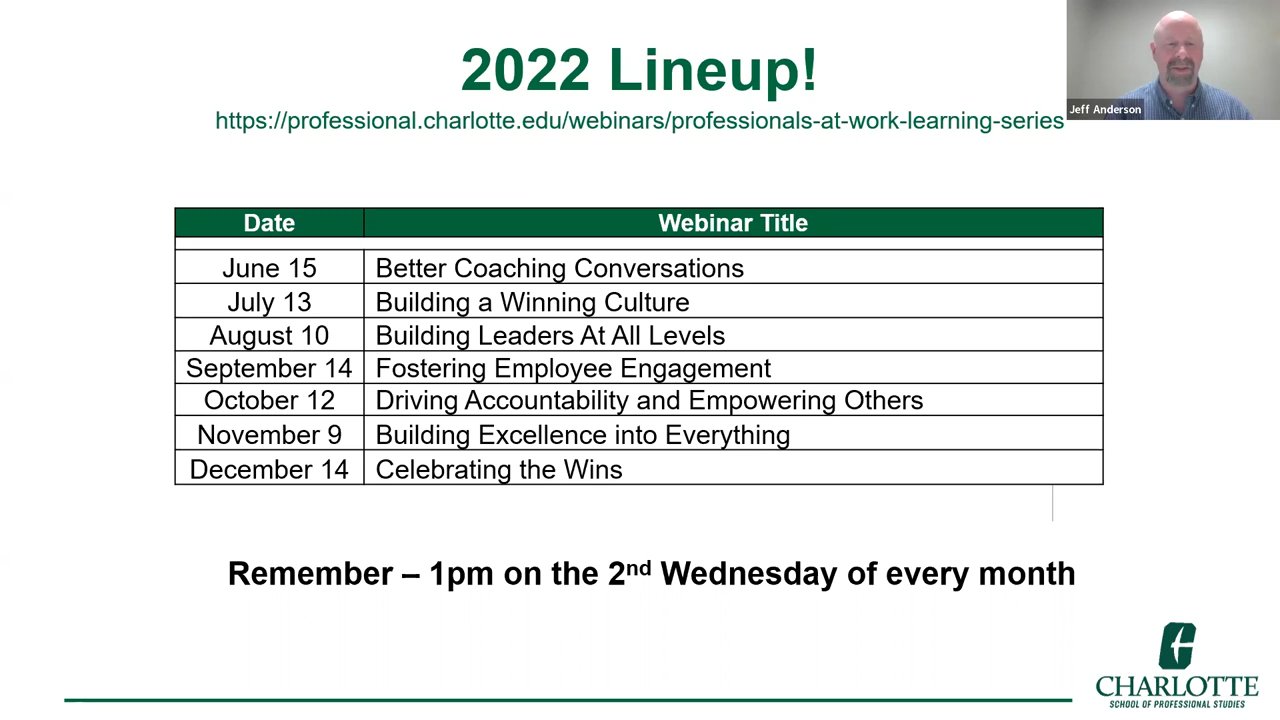 2022 Lineup!
https://professional.charlotte.edu/webinars/professionals-at-work-learning-series
Jeff Anderson
Date Webinar Title
June 15 Better Coaching Conversations
July 13 Building a Winning Culture
August 10 Building Leaders At All Levels
September 14 Fostering Employee Engagement
October 12 Driving Accountability and Empowering Others
November 9 Building Excellence into Everything
December 14 Celebrating the Wins
Remember – 1pm on the 2nd Wednesday of every month
CHARLOTTE
SCHOOL OF PROFESSIONAL STUDIES